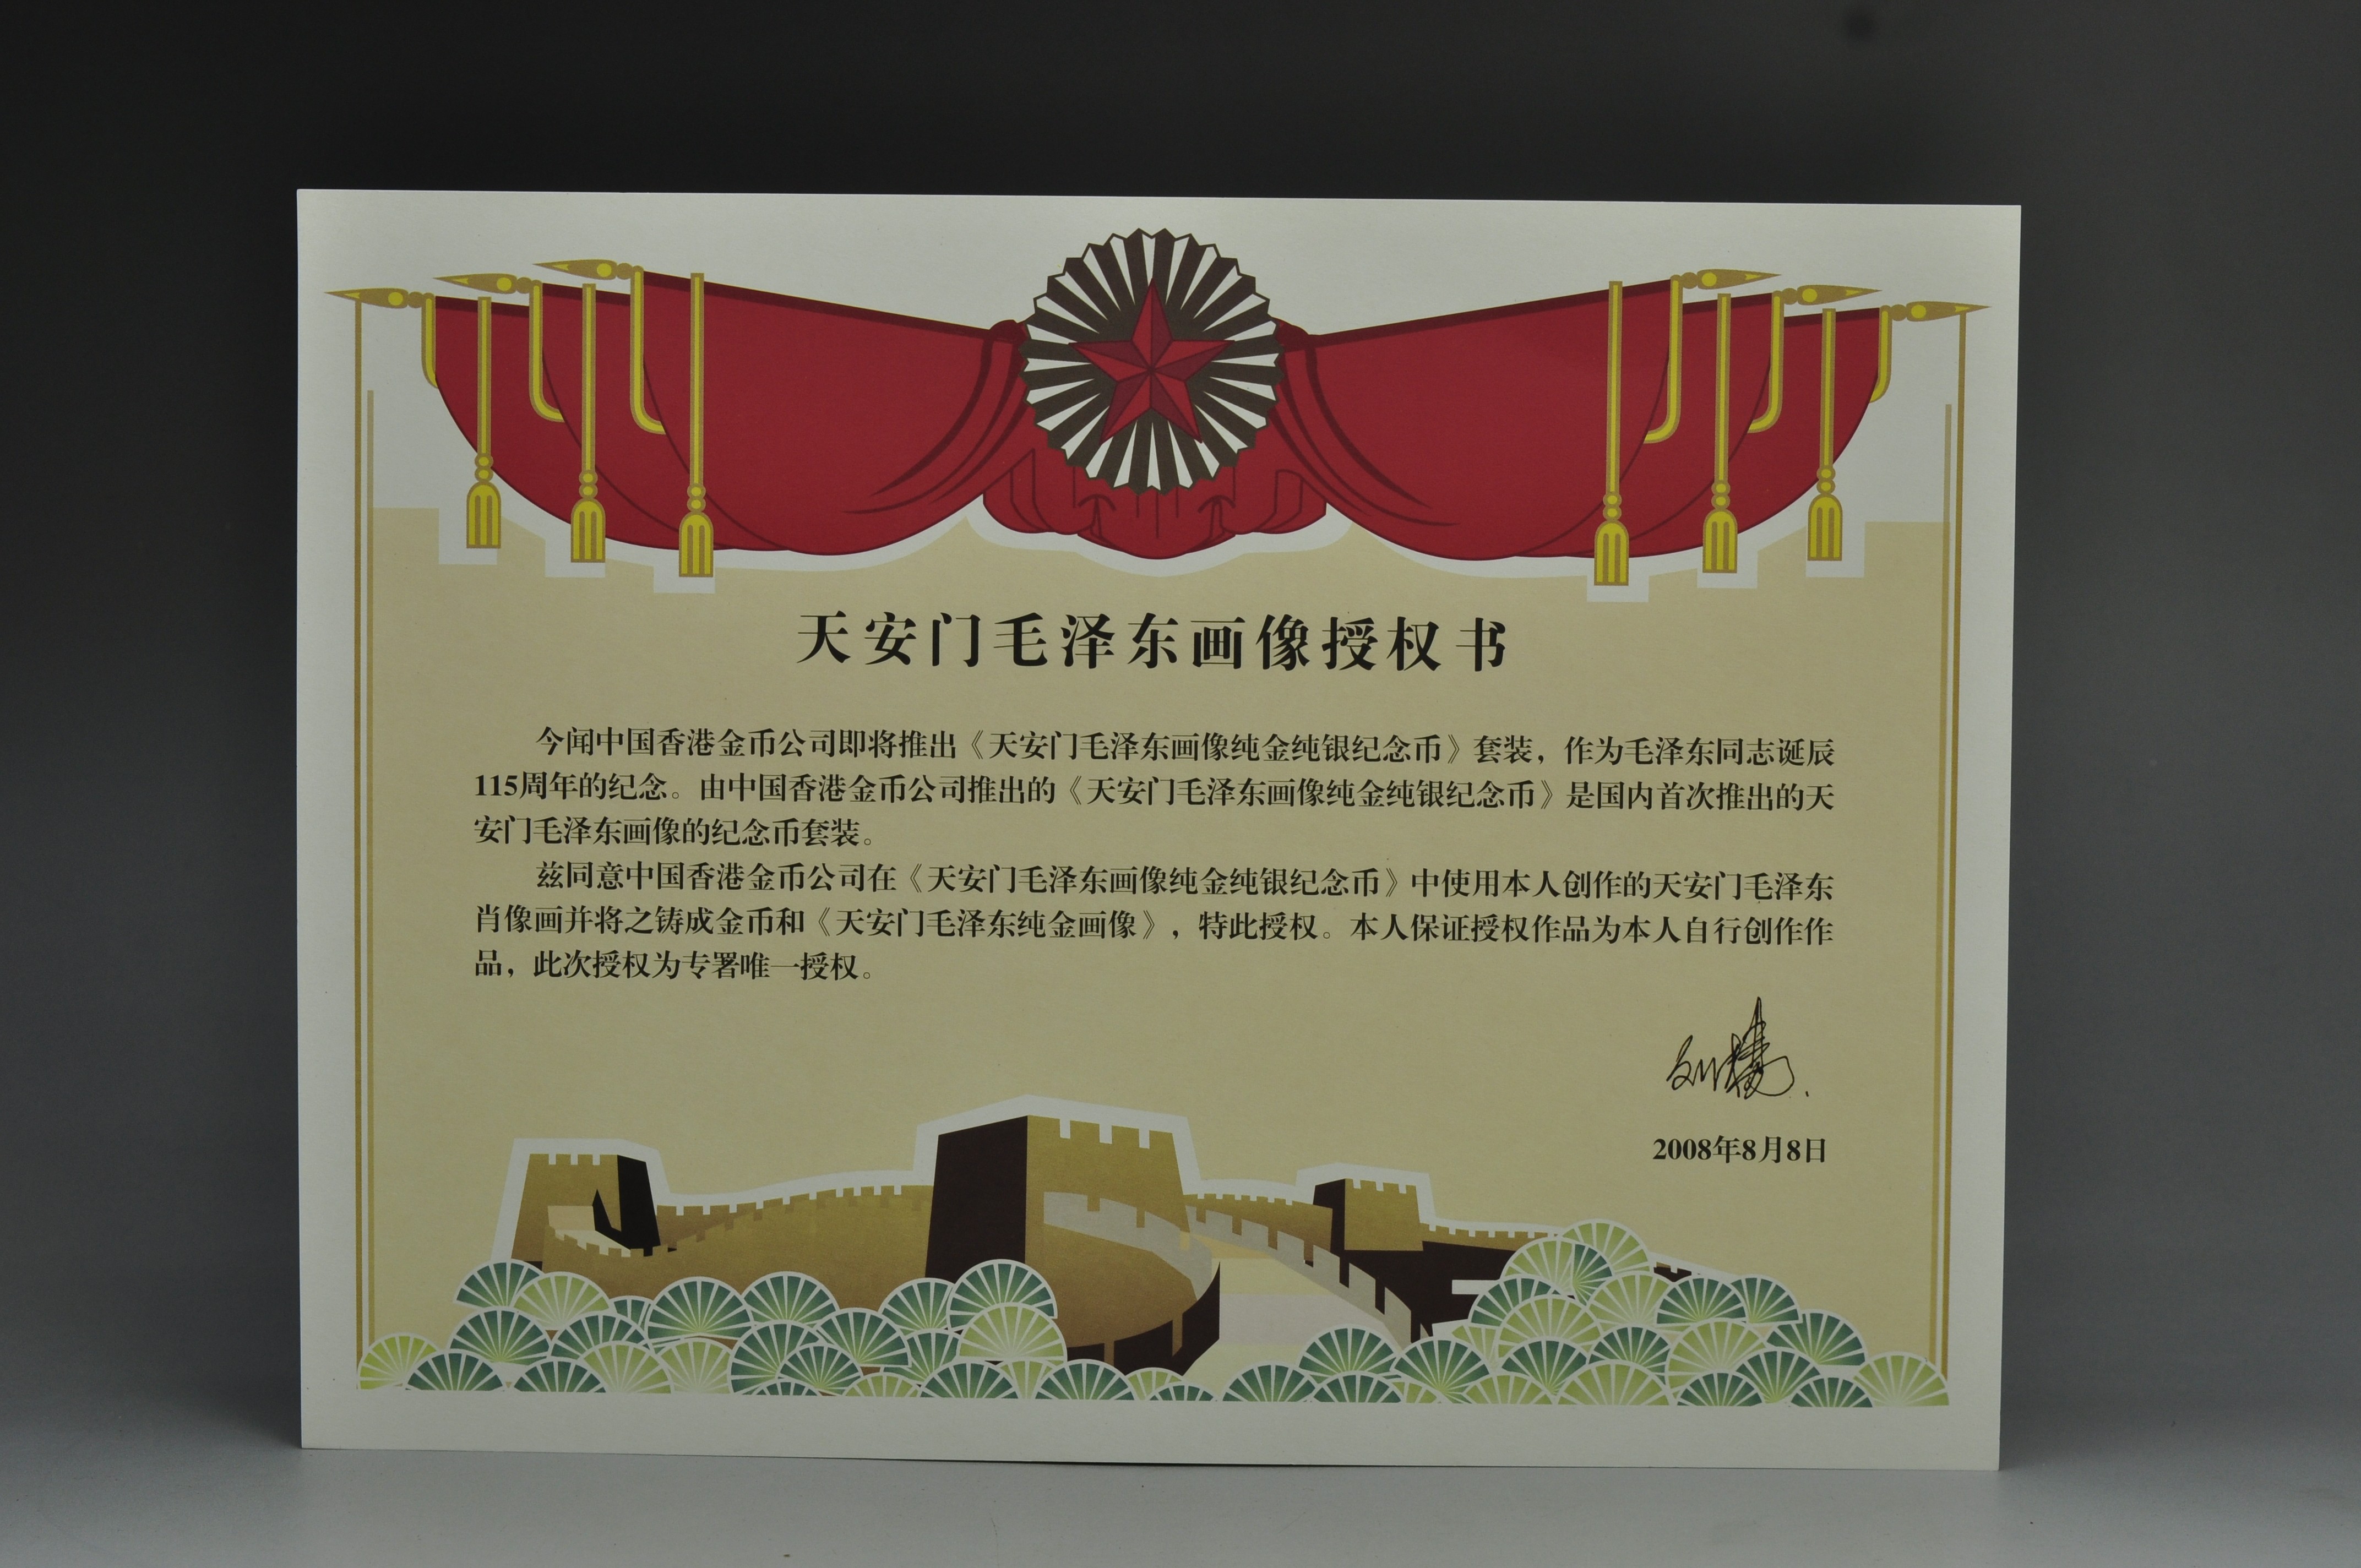 天安门毛泽东画像授权书
今闻中国香港金币公司即将推出《天安门毛泽东画像纯金纯银纪念币》套装，作为毛泽东同志诞辰
115周年的纪念。由中国香港金币公司推出的《天安门毛泽东画像纯金纯银纪念币》是国内首次推出的天
安门毛泽东画像的纪念币套装。
兹同意中国香港金币公司在《天安门毛泽东画像纯金纯银纪念币》中使用本人创作的天安门毛泽东
肖像画并将之铸成金币和《天安门毛泽东纯金画像》，特此授权。本人保证授权作品为本人自行创作作
品，此次授权为专署唯一授权。
2008年8月8日